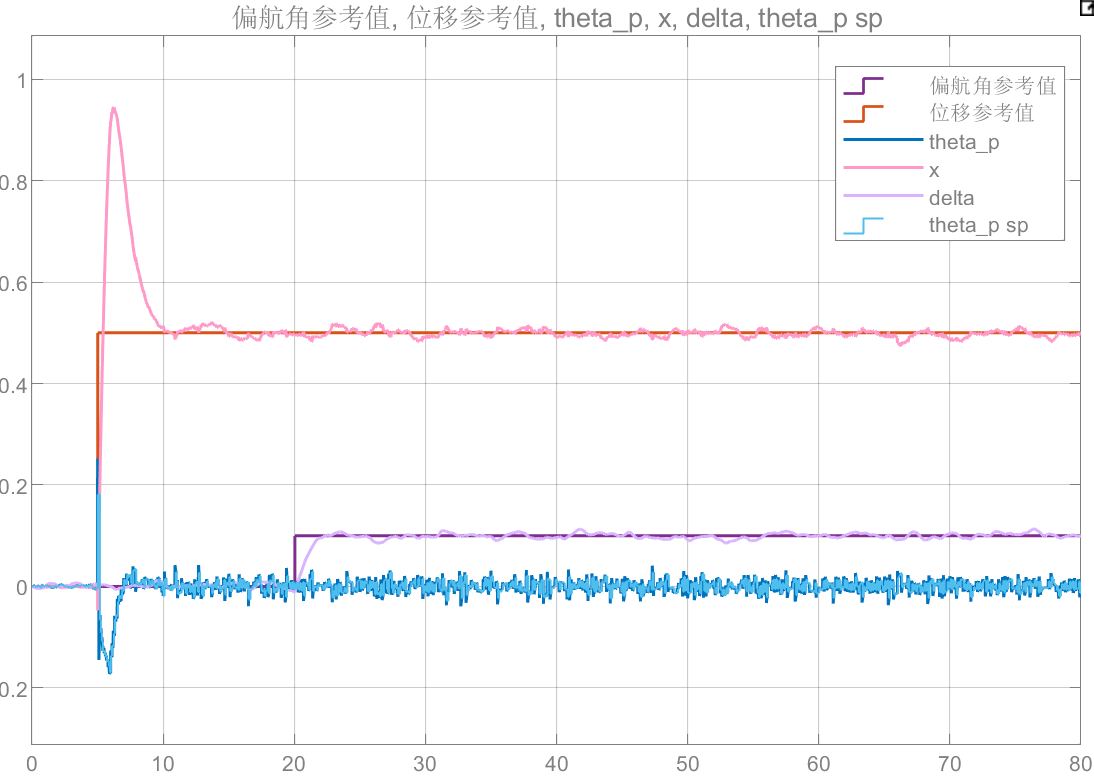 偏航角参考值, 位移参考值, theta_p, x, delta, theta_p sp
1
0.8
0.6
0.4
0.2
0
-0.2
偏航角参考值
位移参考值
theta_p
x
delta
theta_p sp
0 10 20 30 40 50 60 70 80